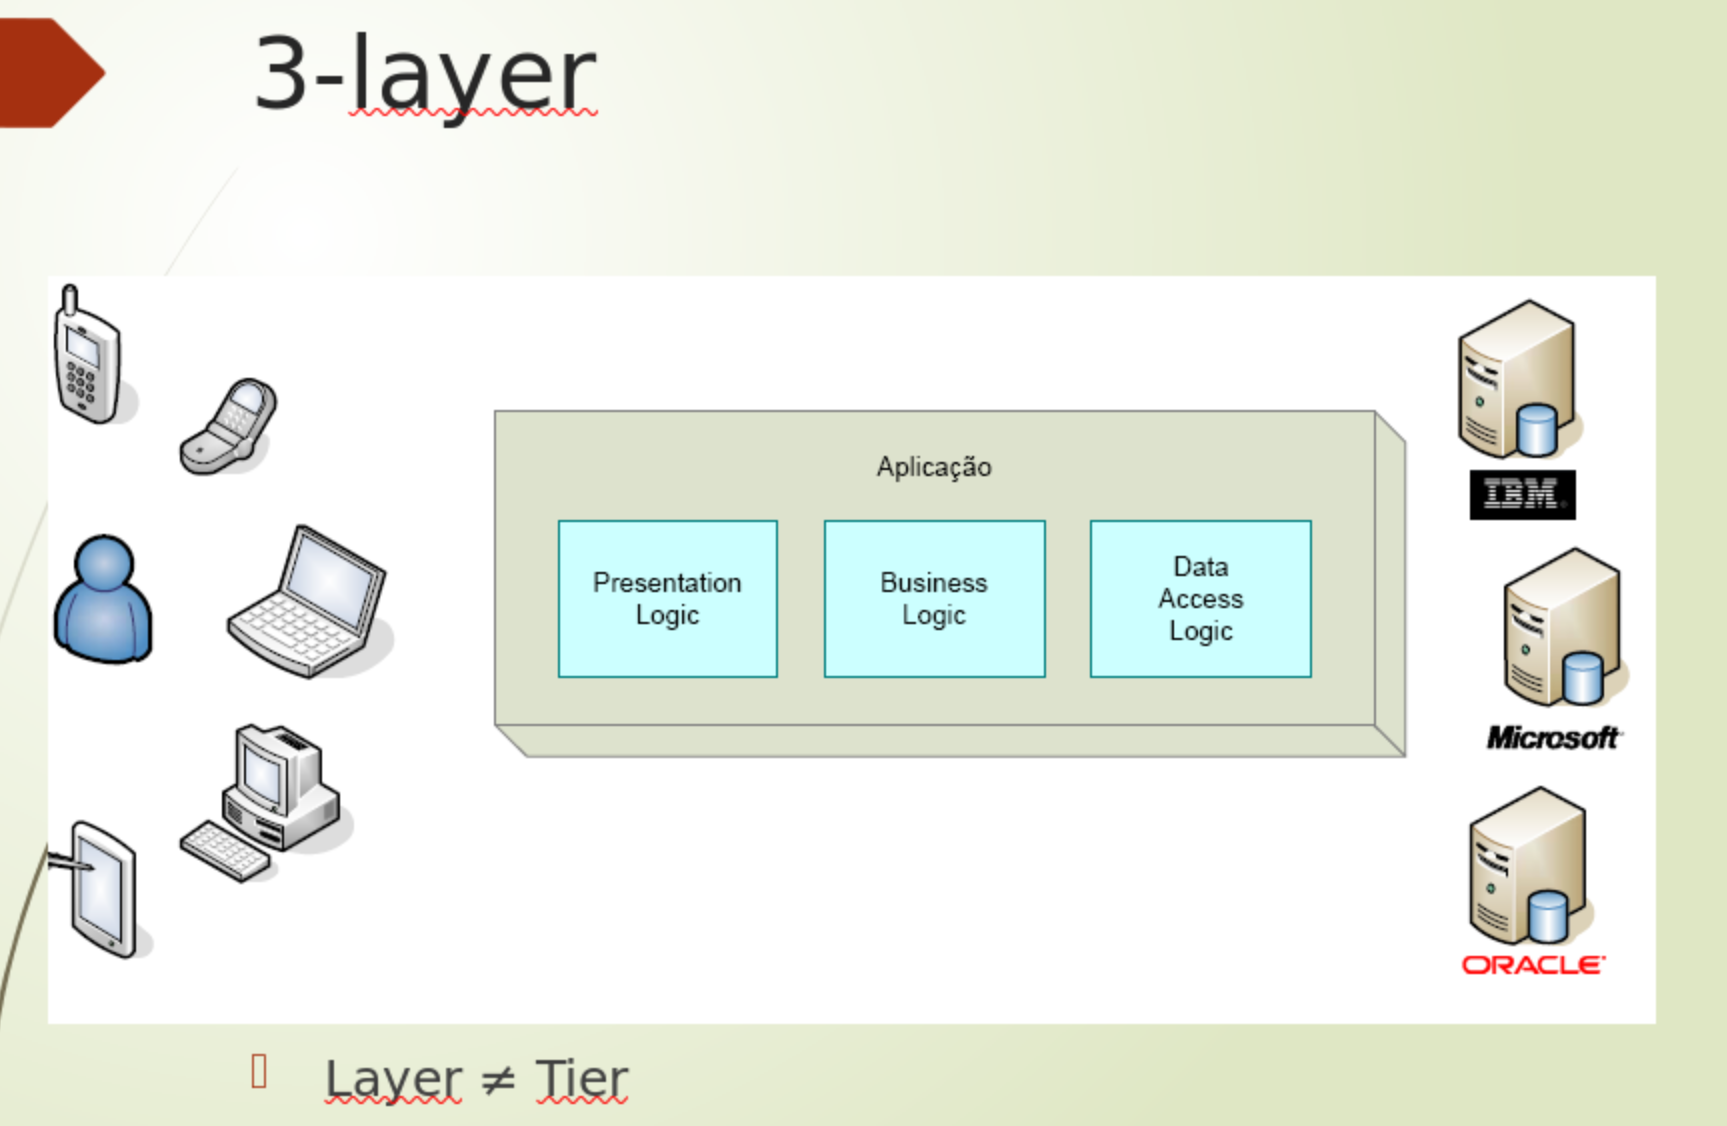 3-layer
Aplicação
Presentation
Logic
Business
Logic
Data
Access
Logic
IBM
Microsoft
ORACLE
Layer ≠ Tier